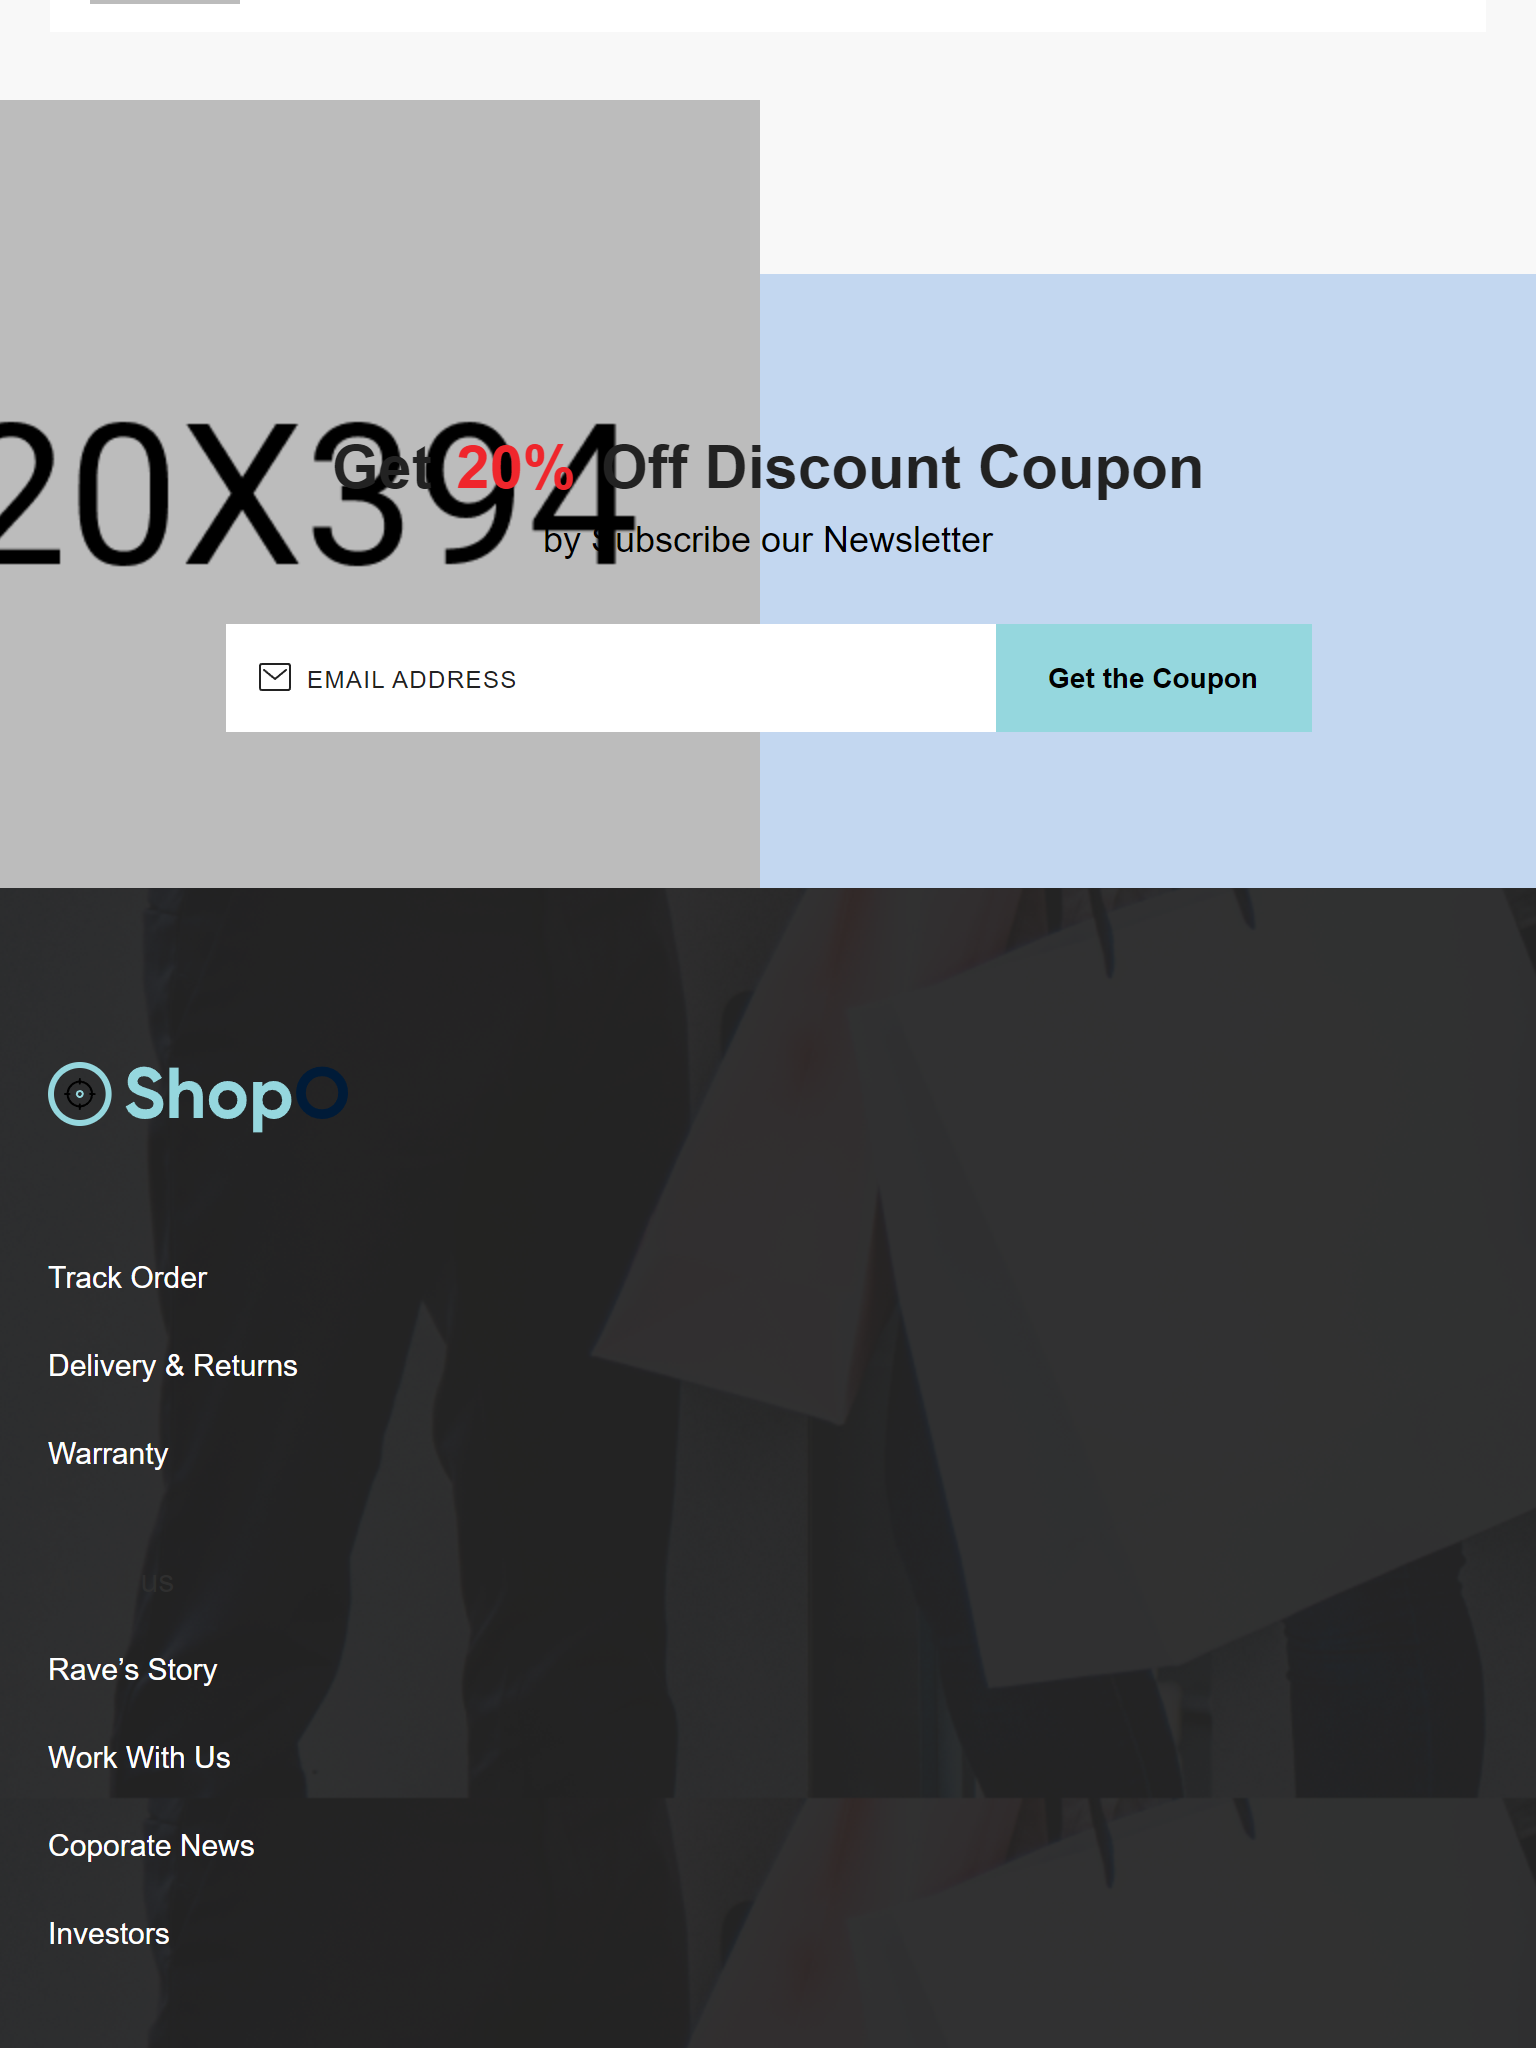 20X394
Get 20% Off Discount Coupon
by Subscribe our Newsletter
EMAIL ADDRESS
Get the Coupon
ShopO
Track Order
Delivery & Returns
Warranty
us
Rave’s Story
Work With Us
Coporate News
Investors